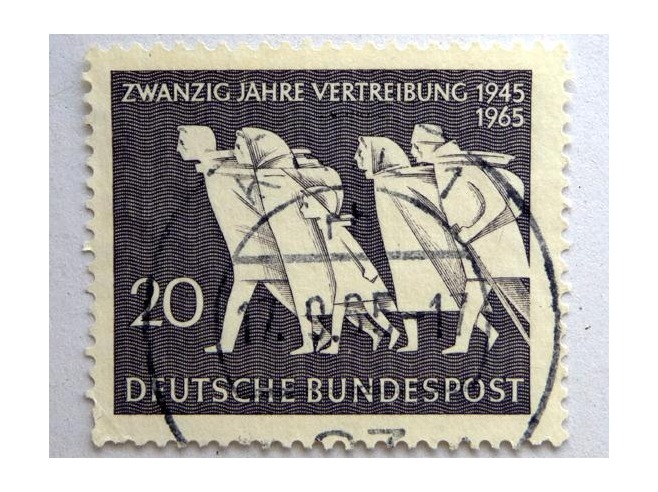 ZWANZIG JAHRE VERTREIBUNG 1945
1965
20
DEUTSCHE BUNDESPOST